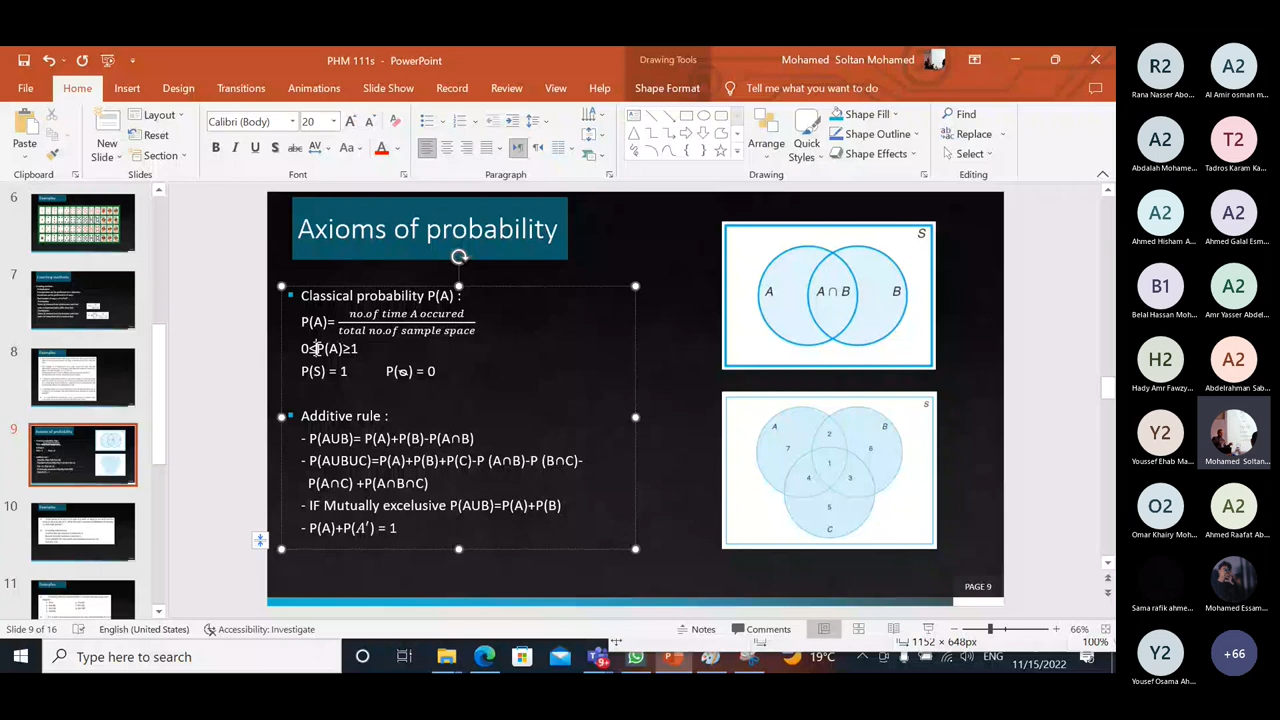 PHM 111s - PowerPoint
Drawing Tools
Mohamed Soltan Mohamed
File Home Insert Design Transitions Animations Slide Show Record Review View Help Shape Format Tell me what you want to do
Paste
New Slide
Layout
Reset
Section
Calibri (Body) 20
Arrange
Quick Styles
Shape Fill
Shape Outline
Shape Effects
Find
Replace
Select
Clipboard Slides Font Paragraph Drawing Editing
6
7
8
9
10
11
Axioms of probability
Classical probability P(A) :
P(A)= no.of time A occured / total no.of sample space
0≤P(A)≥1
P(S) = 1 P(ᴓ) = 0
Additive rule :
- P(AUB)= P(A)+P(B)-P(A∩B)
- P(AUBUC)=P(A)+P(B)+P(C)-P (A∩B)-P (B∩C)-
P(A∩C) +P(A∩B∩C)
- IF Mutually excelusive P(AUB)=P(A)+P(B)
- P(A)+P(A′) = 1
S
A A ∩ B B
S
A B
2
7 6
1
4 3
5
C
PAGE 9
Slide 9 of 16 English (United States) Accessibility: Investigate Notes Comments 66%
1152 × 648px 100%
Type here to search
9+
19°C ENG
11/15/2022
R2 A2
Rana Nasser Abo... Al Amir osman m...
A2 T2
Abdalah Mohame... Tadros Karam Ka...
A2 A2
Ahmed Hisham A... Ahmed Galal Esm...
B1 A2
Belal Hassan Moh... Amr Yasser Abdel...
H2 A2
Hady Amr Fawzy... Abdelrahman Sab...
Y2
Youssef Ehab Ma... Mohamed Soltan...
O2 A2
Omar Khairy Moh... Ahmed Raafat Ab...
Sama rafik ahme... Mohamed Essam...
Y2 +66
Yousef Osama Ah...